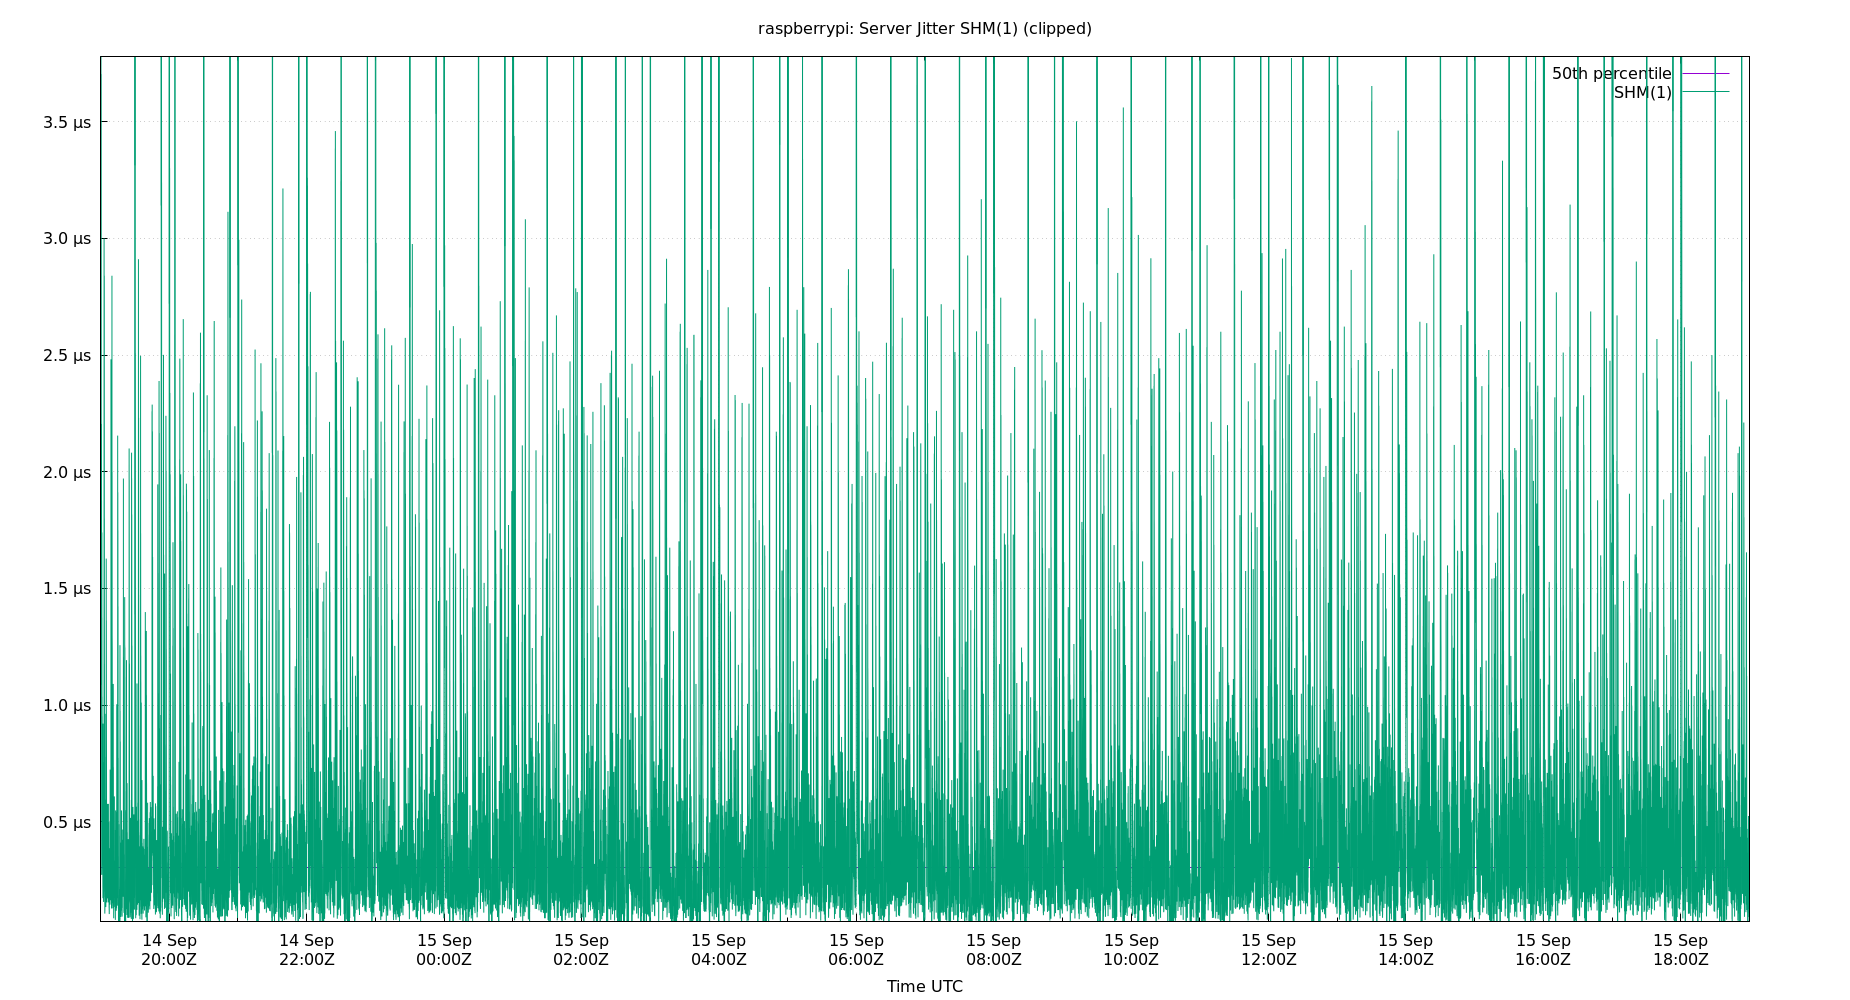 raspberrypi: Server Jitter SHM(1) (clipped)
50th percentile
SHM(1)
3.5 µs
3.0 µs
2.5 µs
2.0 µs
1.5 µs
1.0 µs
0.5 µs
14 Sep 14 Sep 15 Sep 15 Sep 15 Sep 15 Sep 15 Sep 15 Sep 15 Sep 15 Sep 15 Sep 15 Sep
20:00Z 22:00Z 00:00Z 02:00Z 04:00Z 06:00Z 08:00Z 10:00Z 12:00Z 14:00Z 16:00Z 18:00Z
Time UTC